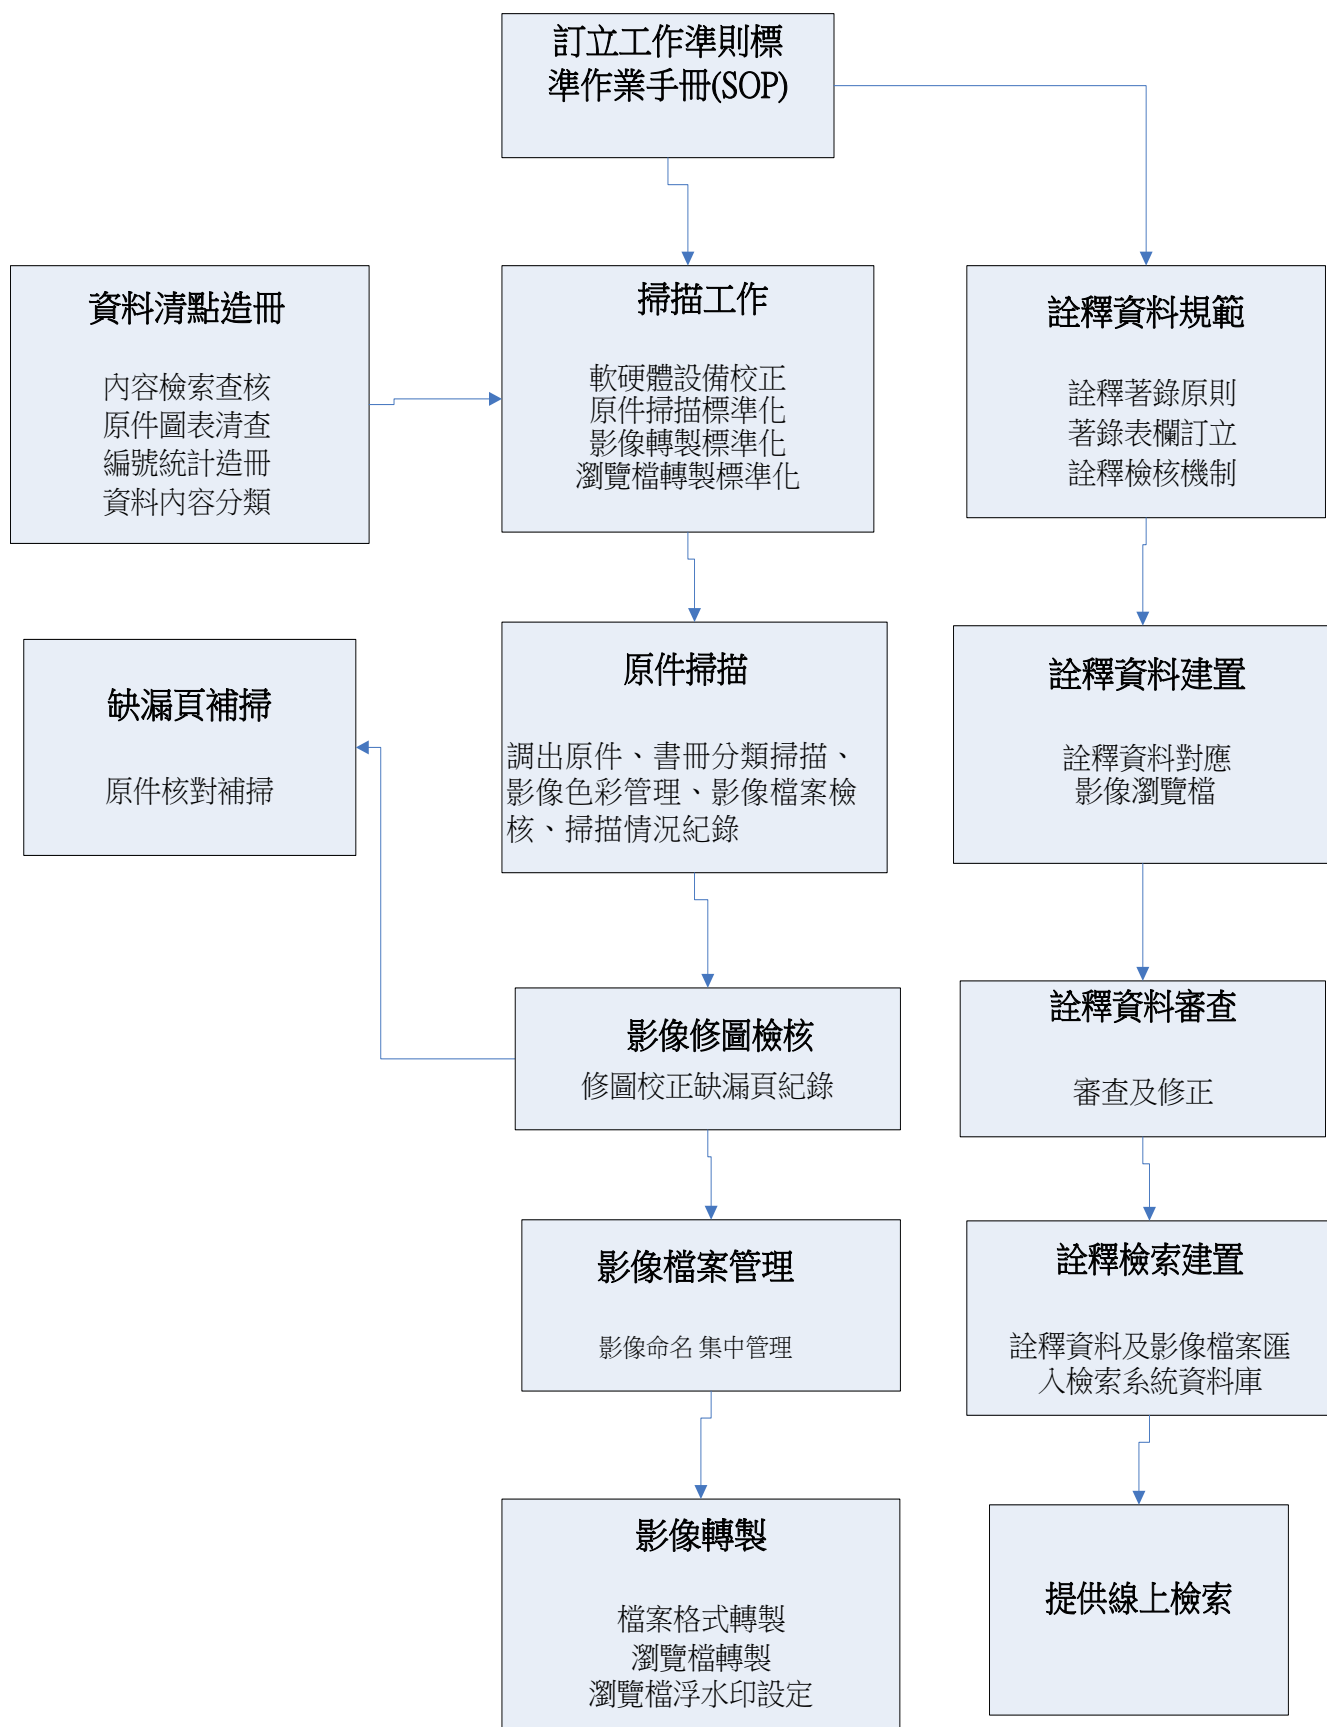 訂立工作準則標
準作業手冊(SOP)
資料清點造冊
內容檢索查核
原件圖表清查
編號統計造冊
資料內容分類
掃描工作
軟硬體設備校正
原件掃描標準化
影像轉製標準化
瀏覽檔轉製標準化
詮釋資料規範
詮釋著錄原則
著錄表欄訂立
詮釋檢核機制
缺漏頁補掃
原件核對補掃
原件掃描
調出原件、書冊分類掃描、
影像色彩管理、影像檔案檢
核、掃描情況紀錄
詮釋資料建置
詮釋資料對應
影像瀏覽檔
影像修圖檢核
修圖校正缺漏頁紀錄
詮釋資料審查
審查及修正
影像檔案管理
影像命名 集中管理
詮釋檢索建置
詮釋資料及影像檔案匯
入檢索系統資料庫
影像轉製
檔案格式轉製
瀏覽檔轉製
瀏覽檔浮水印設定
提供線上檢索